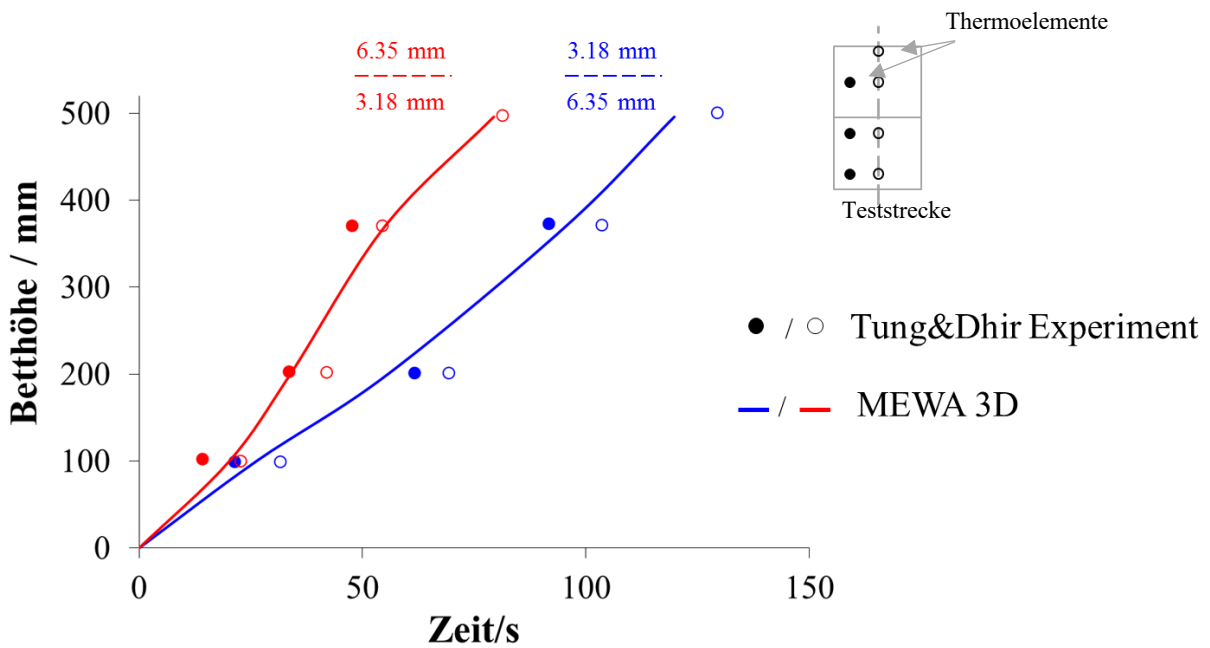 6.35 mm
3.18 mm
3.18 mm
6.35 mm
Thermoelemente
Teststrecke
500
400
300
200
100
0
Betthöhe / mm
0 50 100 150
Zeit/s
/ Tung&Dhir Experiment
/ MEWA 3D